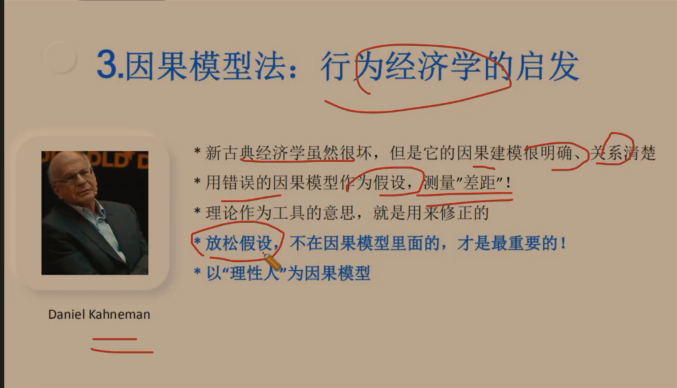 3.因果模型法：行为经济学的启发
* 新古典经济学虽然很坏，但是它的因果建模很明确、关系清楚
* 用错误的因果模型作为假设，测量”差距”！
* 理论作为工具的意思，就是用来修正的
* 放松假设，不在因果模型里面的，才是最重要的！
* 以“理性人”为因果模型
OLD D
Daniel Kahneman